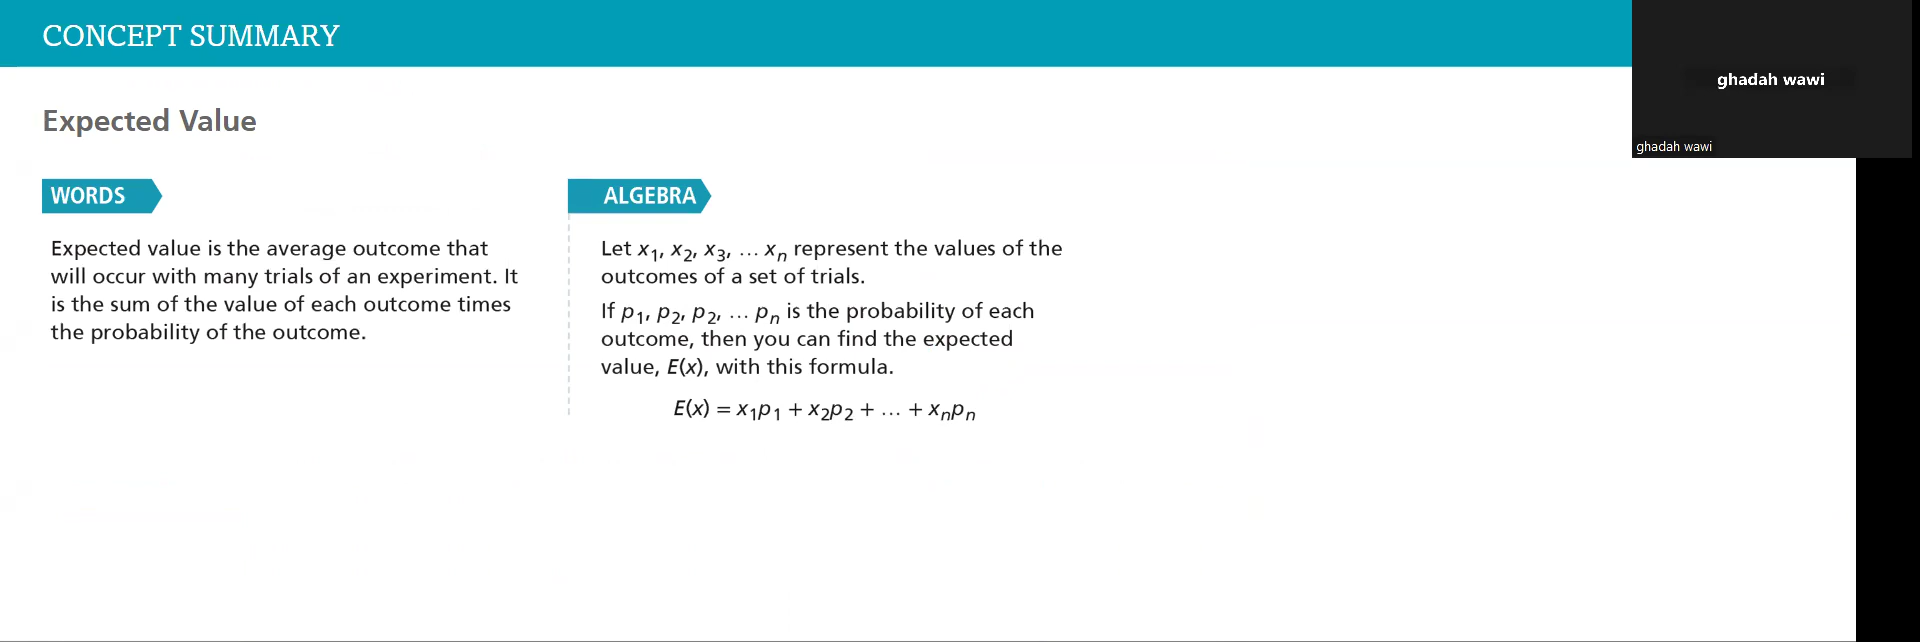 CONCEPT SUMMARY
ghadah wawi
ghadah wawi
Expected Value
WORDS
Expected value is the average outcome that
will occur with many trials of an experiment. It
is the sum of the value of each outcome times
the probability of the outcome.
ALGEBRA
Let x₁, x₂, x₃, … xₙ represent the values of the
outcomes of a set of trials.
If p₁, p₂, p₂, … pₙ is the probability of each
outcome, then you can find the expected
value, E(x), with this formula.
E(x) = x₁p₁ + x₂p₂ + … + xₙpₙ